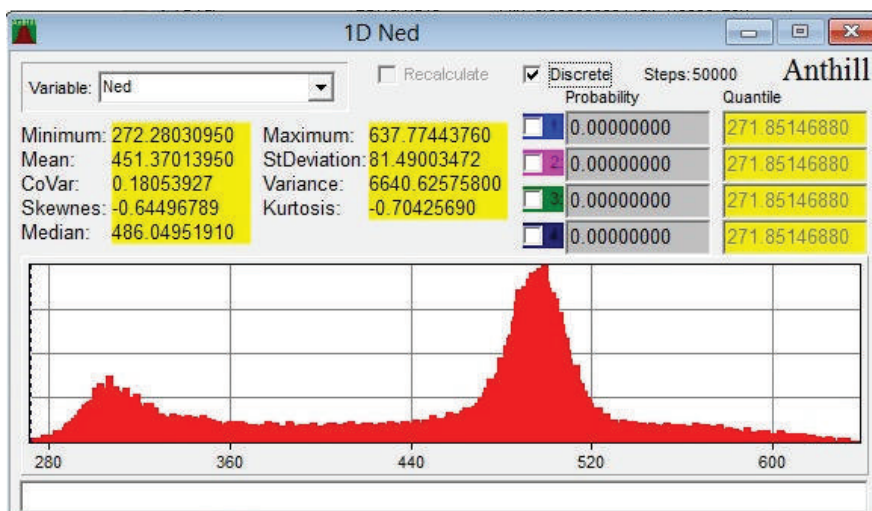 1D Ned
Variable: Ned
Recalculate
Discrete
Steps:50000
Anthill
Probability
Quantile
Minimum: 272.28030950
Maximum: 637.77443760
1
0.00000000
271.85146880
Mean: 451.37013950
StDeviation: 81.49003472
2
0.00000000
271.85146880
CoVar: 0.18053927
Variance: 6640.62575800
3
0.00000000
271.85146880
Skewnes: -0.64496789
Kurtosis: -0.70425690
4
0.00000000
271.85146880
Median: 486.04951910
280 360 440 520 600